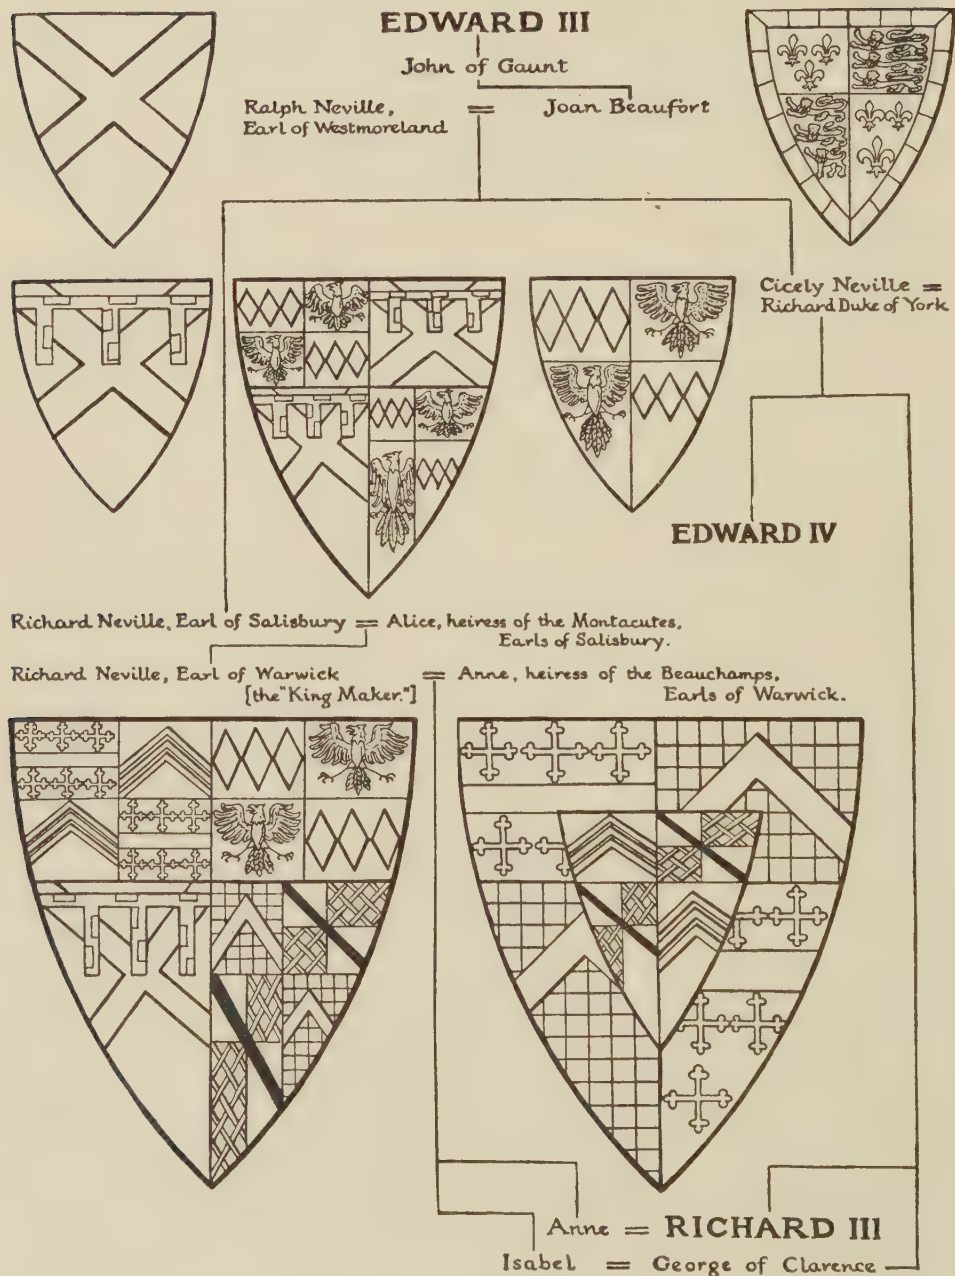 EDWARD III
John of Gaunt
Ralph Neville, = Joan Beaufort
Earl of Westmoreland
Cicely Neville =
Richard Duke of York
EDWARD IV
Richard Neville, Earl of Salisbury = Alice, heiress of the Montacutes,
Earls of Salisbury.
Richard Neville, Earl of Warwick = Anne, heiress of the Beauchamps,
[the "King Maker."] Earls of Warwick.
Anne = RICHARD III
Isabel = George of Clarence